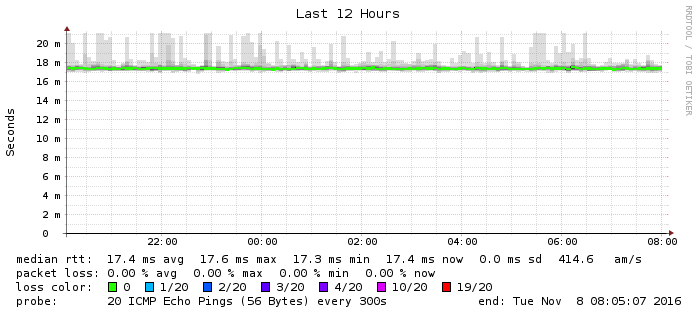 Last 12 Hours
RRDTOOL / TOBI OETIKER
Seconds
20 m
18 m
16 m
14 m
12 m
10 m
8 m
6 m
4 m
2 m
0
22:00 00:00 02:00 04:00 06:00 08:00
median rtt: 17.4 ms avg 17.6 ms max 17.3 ms min 17.4 ms now 0.0 ms sd 414.6 am/s
packet loss: 0.00 % avg 0.00 % max 0.00 % min 0.00 % now
loss color: 0 1/20 2/20 3/20 4/20 10/20 19/20
probe: 20 ICMP Echo Pings (56 Bytes) every 300s end: Tue Nov 8 08:05:07 2016